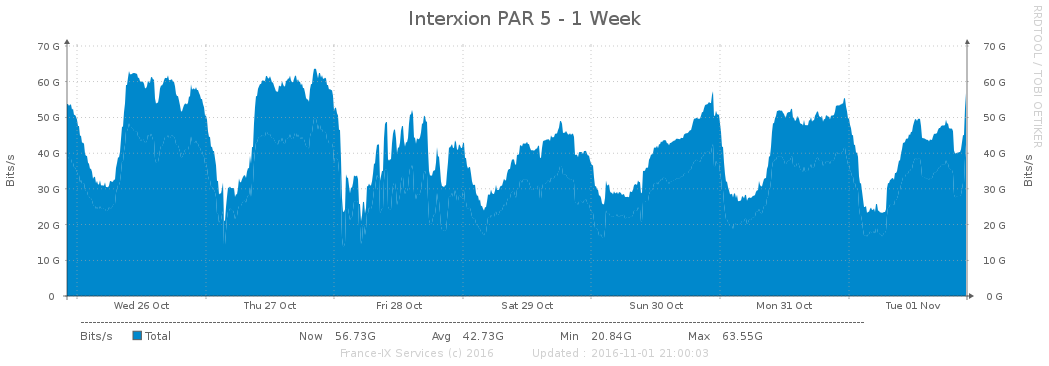 Interxion PAR 5 - 1 Week
RRDTOOL / TOBI OETIKER
Bits/s
Bits/s
70 G 70 G
60 G 60 G
50 G 50 G
40 G 40 G
30 G 30 G
20 G 20 G
10 G 10 G
0 0 G
Wed 26 Oct Thu 27 Oct Fri 28 Oct Sat 29 Oct Sun 30 Oct Mon 31 Oct Tue 01 Nov
Bits/s Total Now 56.73G Avg 42.73G Min 20.84G Max 63.55G
France-IX Services (c) 2016 Updated : 2016-11-01 21:00:03